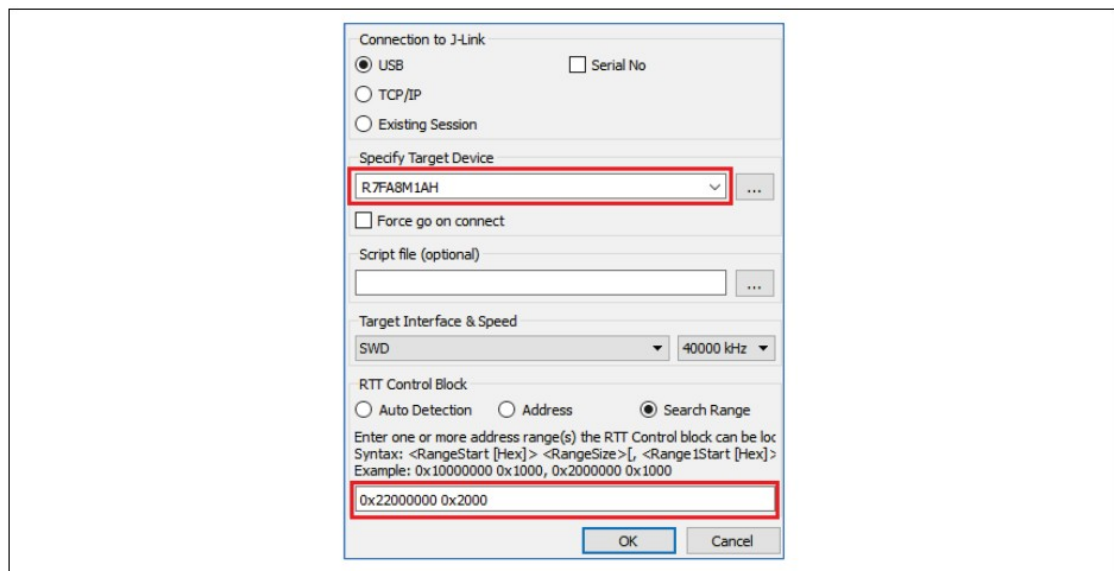 Connection to J-Link
USB Serial No
TCP/IP
Existing Session
Specify Target Device
R7FA8M1AH ...
Force go on connect
Script file (optional)
...
Target Interface & Speed
SWD 40000 kHz
RTT Control Block
Auto Detection Address Search Range
Enter one or more address range(s) the RTT Control block can be loc
Syntax: <RangeStart [Hex]> <RangeSize>[, <Range1Start [Hex]>
Example: 0x10000000 0x1000, 0x2000000 0x1000
0x22000000 0x2000
OK Cancel